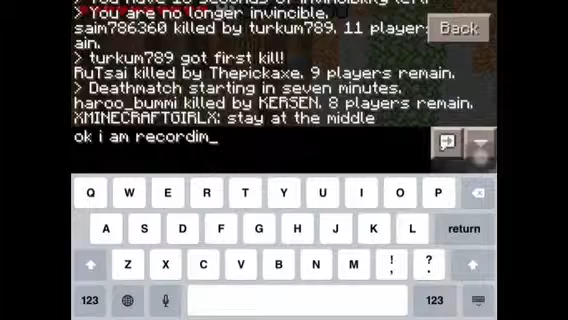 > You are no longer invincible.
saim786360 killed by turkum789. 11 players
ain.
> turkum789 got first kill!
RuTsai killed by Thepickaxe. 9 players remain.
> Deathmatch starting in seven minutes.
haroo_bummi killed by KERSEN. 8 players remain.
XMINECRAFTGIRLX: stay at the middle
ok i am recordim_
Back
Q W E R T Y U I O P
A S D F G H J K L return
Z X C V B N M ! , ? .
123 123